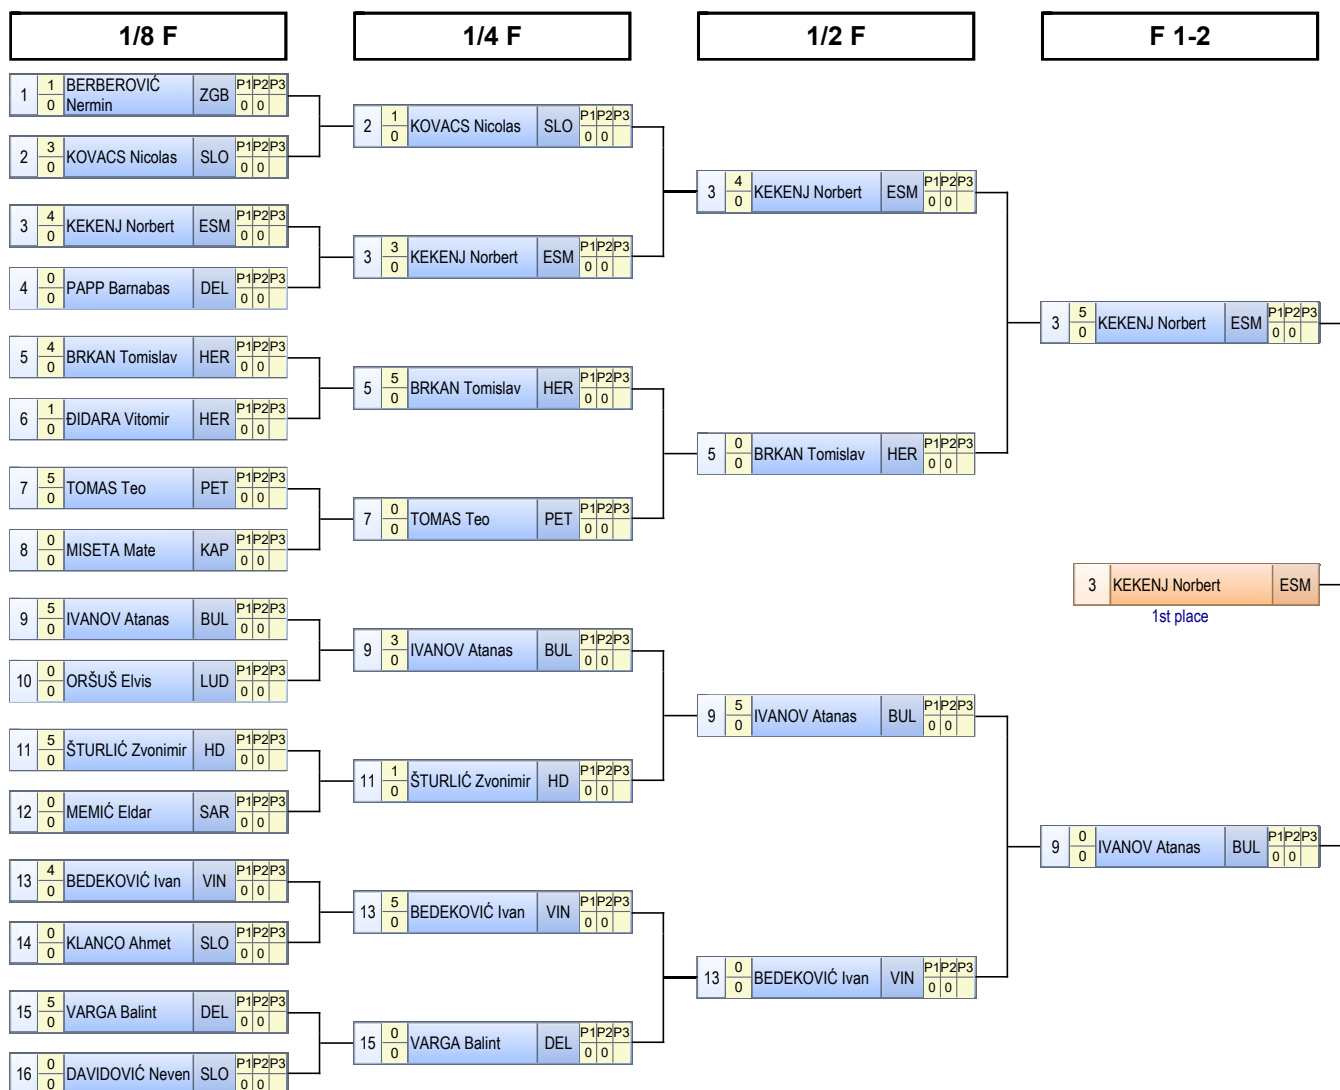 1/8 F
1/4 F
1/2 F
F 1-2
1 1 0 BERBEROVIĆ Nermin ZGB P1 P2 P3 0 0
2 3 0 KOVACS Nicolas SLO P1 P2 P3 0 0
3 4 0 KEKENJ Norbert ESM P1 P2 P3 0 0
4 0 0 PAPP Barnabas DEL P1 P2 P3 0 0
5 4 0 BRKAN Tomislav HER P1 P2 P3 0 0
6 1 0 ĐIDARA Vitomir HER P1 P2 P3 0 0
7 5 0 TOMAS Teo PET P1 P2 P3 0 0
8 0 0 MISETA Mate KAP P1 P2 P3 0 0
9 5 0 IVANOV Atanas BUL P1 P2 P3 0 0
10 0 0 ORŠUŠ Elvis LUD P1 P2 P3 0 0
11 5 0 ŠTURLIĆ Zvonimir HD P1 P2 P3 0 0
12 0 0 MEMIĆ Eldar SAR P1 P2 P3 0 0
13 4 0 BEDEKOVIĆ Ivan VIN P1 P2 P3 0 0
14 0 0 KLANCO Ahmet SLO P1 P2 P3 0 0
15 5 0 VARGA Balint DEL P1 P2 P3 0 0
16 0 0 DAVIDOVIĆ Neven SLO P1 P2 P3 0 0
2 1 0 KOVACS Nicolas SLO P1 P2 P3 0 0
3 3 0 KEKENJ Norbert ESM P1 P2 P3 0 0
5 5 0 BRKAN Tomislav HER P1 P2 P3 0 0
7 0 0 TOMAS Teo PET P1 P2 P3 0 0
9 3 0 IVANOV Atanas BUL P1 P2 P3 0 0
11 1 0 ŠTURLIĆ Zvonimir HD P1 P2 P3 0 0
13 5 0 BEDEKOVIĆ Ivan VIN P1 P2 P3 0 0
15 0 0 VARGA Balint DEL P1 P2 P3 0 0
3 4 0 KEKENJ Norbert ESM P1 P2 P3 0 0
5 0 0 BRKAN Tomislav HER P1 P2 P3 0 0
9 5 0 IVANOV Atanas BUL P1 P2 P3 0 0
13 0 0 BEDEKOVIĆ Ivan VIN P1 P2 P3 0 0
3 5 0 KEKENJ Norbert ESM P1 P2 P3 0 0
3 KEKENJ Norbert ESM
1st place
9 0 0 IVANOV Atanas BUL P1 P2 P3 0 0